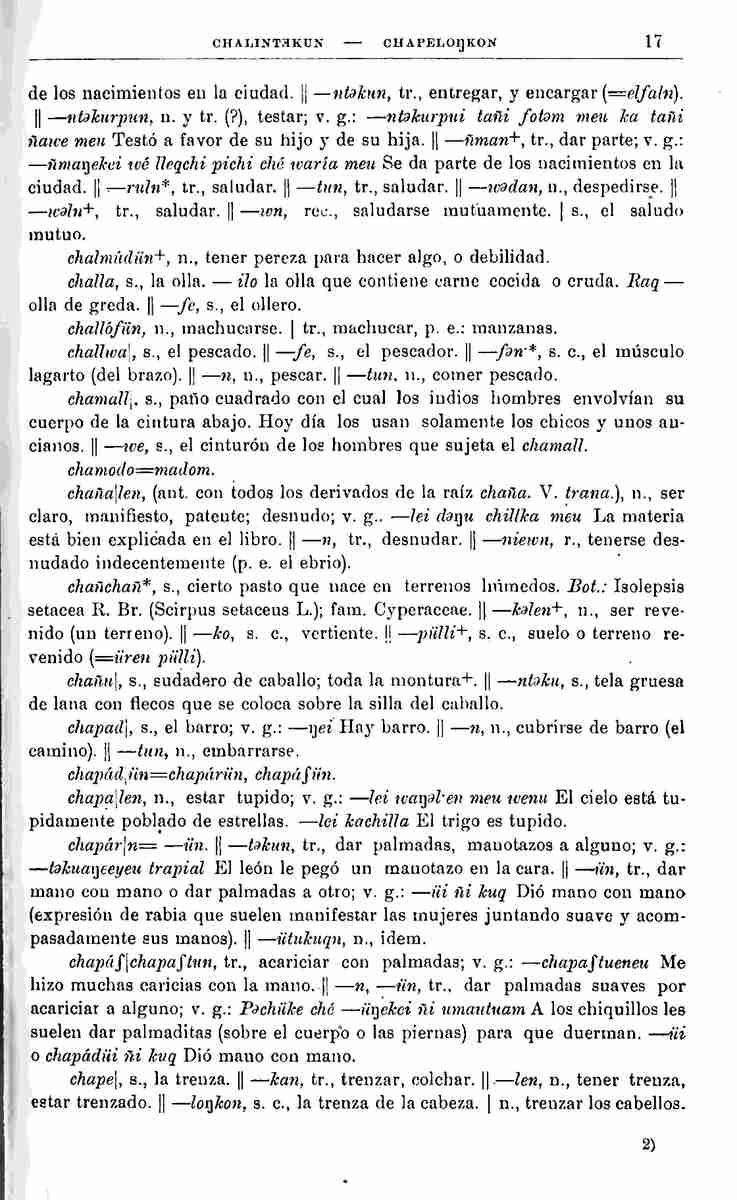 CHALINTƏKUN — CHAPELOŊKON 17
de los nacimientos en la ciudad. || —ntəkun, tr., entregar, y encargar (=elfaln).
|| —ntəkurpun, n. y tr. (?), testar; v. g.: —ntəkurpui tañi fotəm meu ka tañi
ñawe meu Testó a favor de su hijo y de su hija. || —ñman+, tr., dar parte; v. g.:
—ñmaŋekei wé lleqchi pichi ché waría meu Se da parte de los nacimientos en la
ciudad. || —ruln*, tr., saludar. || —tun, tr., saludar. || —wədan, n., despedirse. ||
—wəln+, tr., saludar. || —wn, rec., saludarse mutuamente. | s., el saludo
mutuo.
chalmúdün+, n., tener pereza para hacer algo, o debilidad.
challa, s., la olla. — ilo la olla que contiene carne cocida o cruda. Raq —
olla de greda. || —fe, s., el ollero.
challófün, n., machucarse. | tr., machucar, p. e.: manzanas.
challwa|, s., el pescado. || —fe, s., el pescador. || —fən·*, s. c., el músculo
lagarto (del brazo). || —n, n., pescar. || —tun, n., comer pescado.
chamall|, s., paño cuadrado con el cual los indios hombres envolvían su
cuerpo de la cintura abajo. Hoy día los usan solamente los chicos y unos an-
cianos. || —we, s., el cinturón de los hombres que sujeta el chamall.
chamodo=madom.
chaña|len, (ant. con todos los derivados de la raíz chaña. V. trana.), n., ser
claro, manifiesto, patente; desnudo; v. g.. —lei dəŋu chillka meu La materia
está bien explicada en el libro. || —n, tr., desnudar. || —niewn, r., tenerse des-
nudado indecentemente (p. e. el ebrio).
chañchañ*, s., cierto pasto que nace en terrenos húmedos. Bot.: Isolepsis
setacea R. Br. (Scirpus setaceus L.); fam. Cyperaceae. || —kəlen+, n., ser reve-
nido (un terreno). || —ko, s. c., vertiente. || —pülli+, s. c., suelo o terreno re-
venido (=üren pülli).
chañu|, s., sudadero de caballo; toda la montura+. || —ntəku, s., tela gruesa
de lana con flecos que se coloca sobre la silla del caballo.
chapad|, s., el barro; v. g.: —ŋei Hay barro. || —n, n., cubrirse de barro (el
camino). || —tun, n., embarrarse.
chapád|ün=chapárün, chapáſün.
chapa|len, n., estar tupido; v. g.: —lei waŋəl·en meu wenu El cielo está tu-
pidamente poblado de estrellas. —lei kachilla El trigo es tupido.
chapár|n= —ün. || —təkun, tr., dar palmadas, manotazos a alguno; v. g.:
—təkuaŋeeyeu trapial El león le pegó un manotazo en la cara. || —ün, tr., dar
mano con mano o dar palmadas a otro; v. g.: —üi ñi kuq Dió mano con mano
(expresión de rabia que suelen manifestar las mujeres juntando suave y acom-
pasadamente sus manos). || —ütukuqn, n., idem.
chapáſ|chapaſtun, tr., acariciar con palmadas; v. g.: —chapaſtueneu Me
hizo muchas caricias con la mano. || —n, —ün, tr., dar palmadas suaves por
acariciar a alguno; v. g.: Pəchüke ché —üŋekei ñi umautuam A los chiquillos les
suelen dar palmaditas (sobre el cuerpo o las piernas) para que duerman. —üi
o chapádüi ñi kuq Dió mano con mano.
chape|, s., la trenza. || —kan, tr., trenzar, colchar. || —len, n., tener trenza,
estar trenzado. || —loŋkon, s. c., la trenza de la cabeza. | n., trenzar los cabellos.
2)